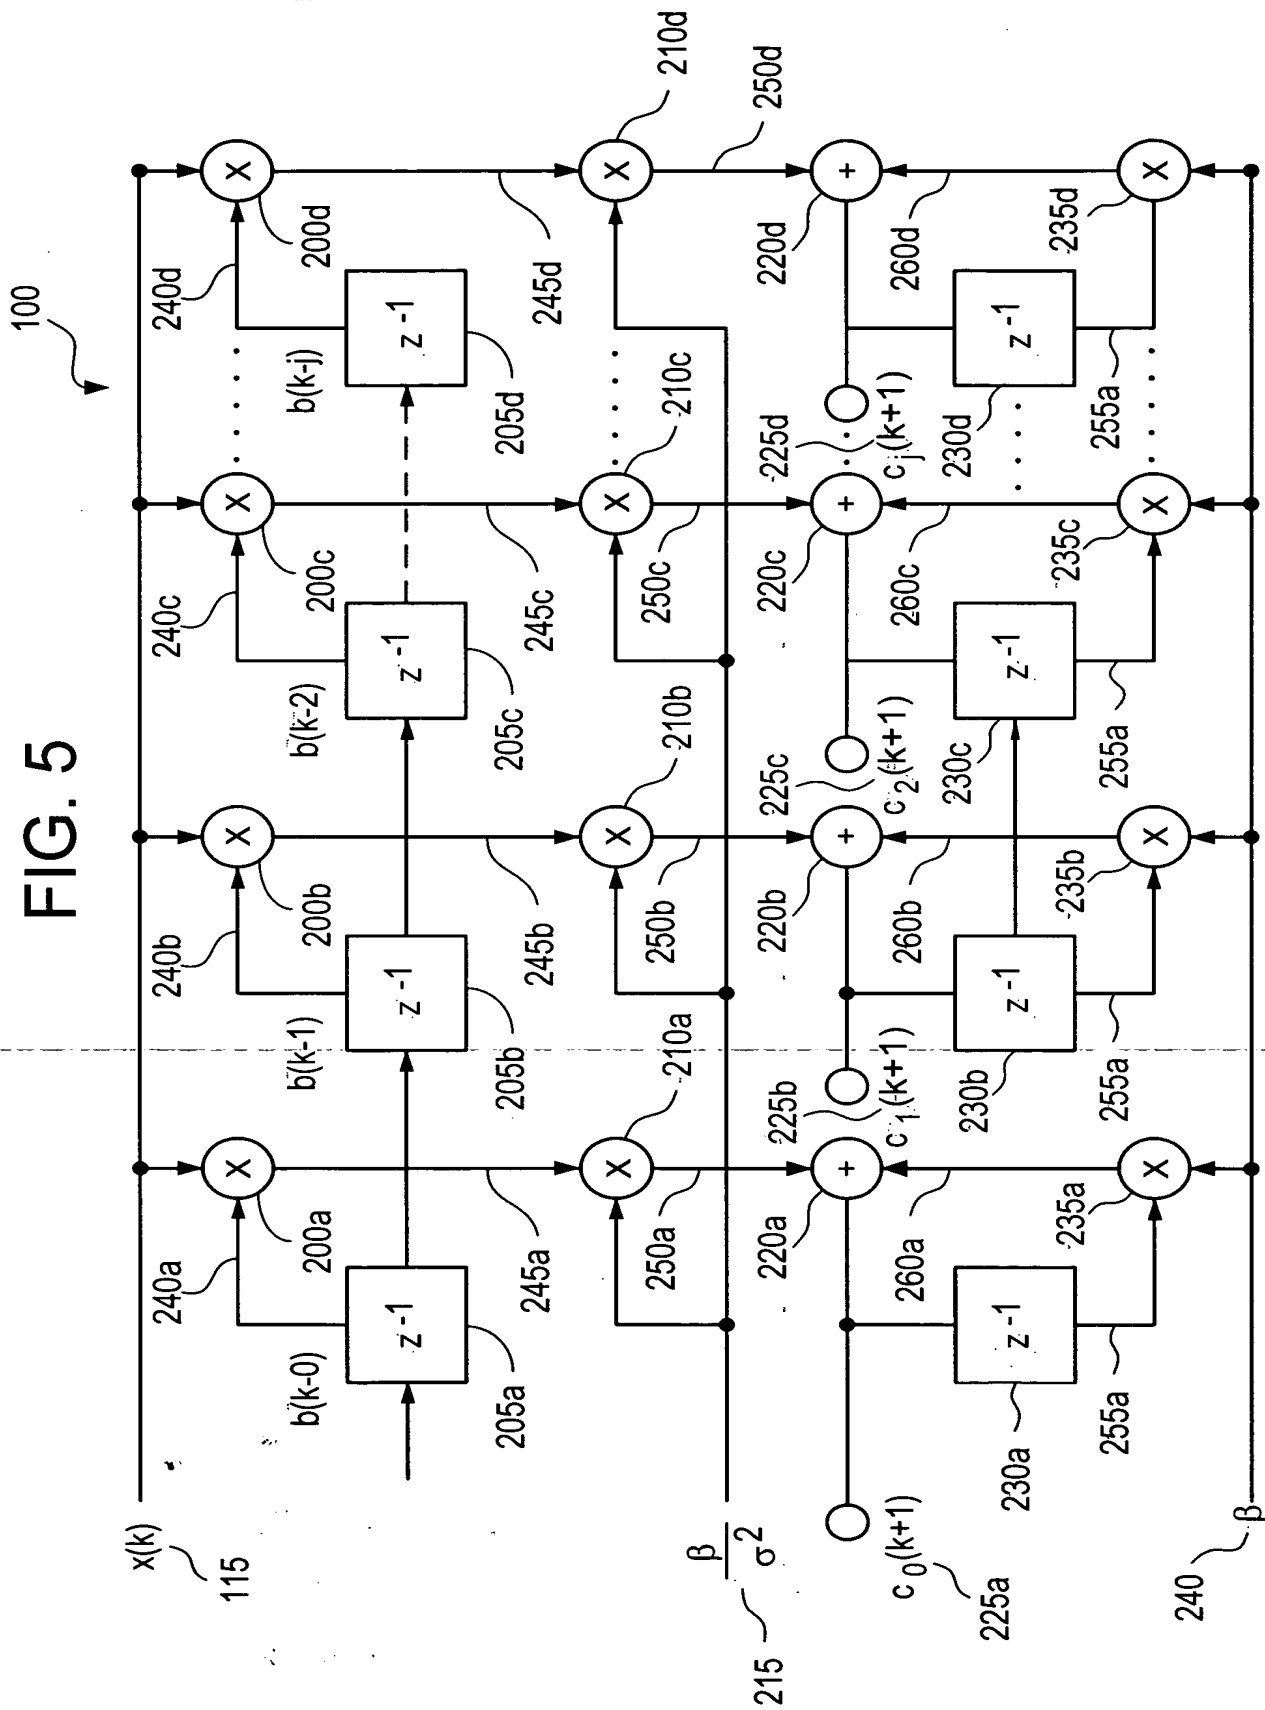 FIG. 5
100
x(k)
115
240a
240b
240c
240d
X
X
X
X
200a
200b
200c
200d
b(k-0)
b(k-1)
b(k-2)
b(k-j)
z⁻¹
z⁻¹
z⁻¹
z⁻¹
205a
205b
205c
205d
245a
245b
245c
245d
210a
210b
210c
210d
X
X
X
X
β/σ²
215
250a
250b
250c
250d
220a
220b
220c
220d
+
+
+
+
c₀(k+1)
225a
225b
c₁(k+1)
225c
c₂(k+1)
225d
cⱼ(k+1)
260a
260b
260c
260d
z⁻¹
z⁻¹
z⁻¹
z⁻¹
230a
230b
230c
230d
235a
235b
235c
235d
X
X
X
X
255a
255a
255a
255a
240
β